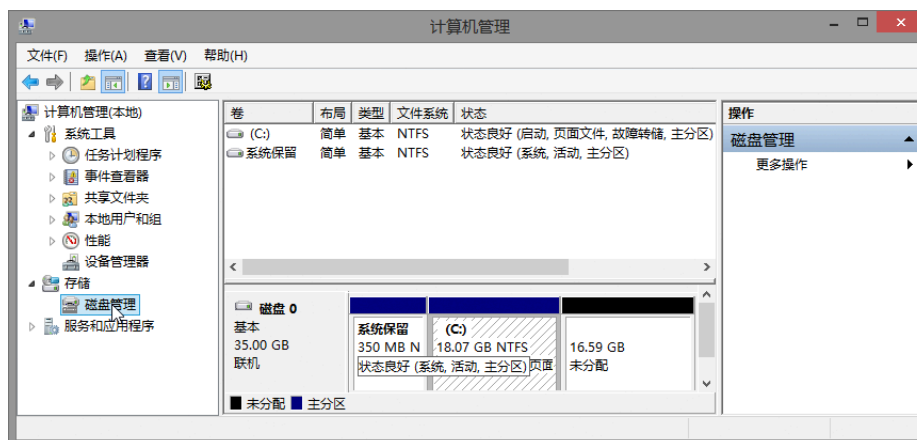 计算机管理
文件(F) 操作(A) 查看(V) 帮助(H)
计算机管理(本地)
系统工具
任务计划程序
事件查看器
共享文件夹
本地用户和组
性能
设备管理器
存储
磁盘管理
服务和应用程序
卷 布局 类型 文件系统 状态
(C:) 简单 基本 NTFS 状态良好 (启动, 页面文件, 故障转储, 主分区)
系统保留 简单 基本 NTFS 状态良好 (系统, 活动, 主分区)
磁盘 0
基本
35.00 GB
联机
系统保留
350 MB N
状态良好 (系统, 活动, 主分区)
(C:)
18.07 GB NTFS
页面
16.59 GB
未分配
未分配 主分区
操作
磁盘管理
更多操作